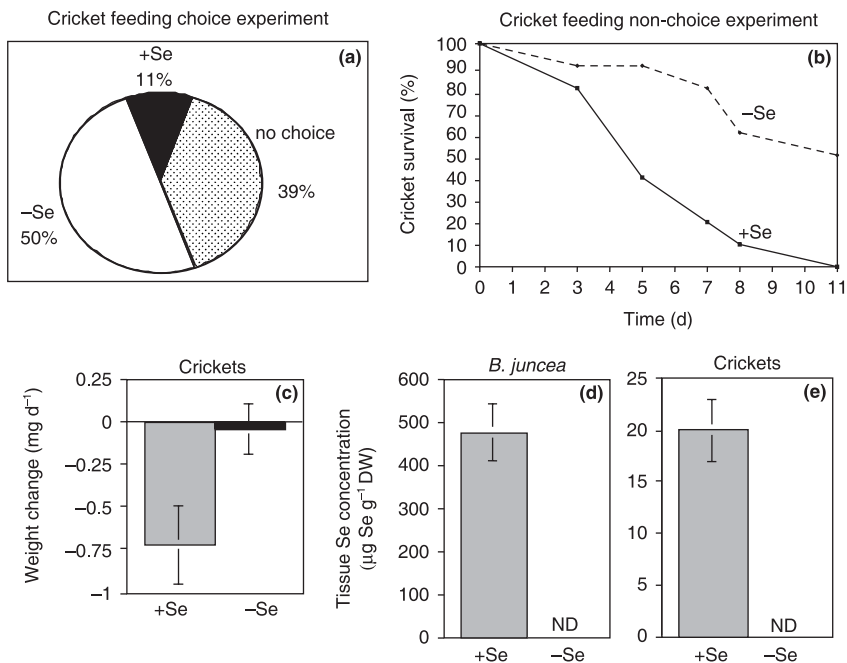 Cricket feeding choice experiment
(a)
+Se
11%
no choice
39%
–Se
50%
Cricket feeding non-choice experiment
(b)
Cricket survival (%)
100
90
80
70
60
50
40
30
20
10
0
–Se
+Se
0 1 2 3 4 5 6 7 8 9 10 11
Time (d)
Crickets
(c)
Weight change (mg d⁻¹)
0.25
0
–0.25
–0.5
–0.75
–1
+Se –Se
B. juncea
(d)
Tissue Se concentration
(µg Se g⁻¹ DW)
600
500
400
300
200
100
0
ND
+Se –Se
Crickets
(e)
25
20
15
10
5
0
ND
+Se –Se